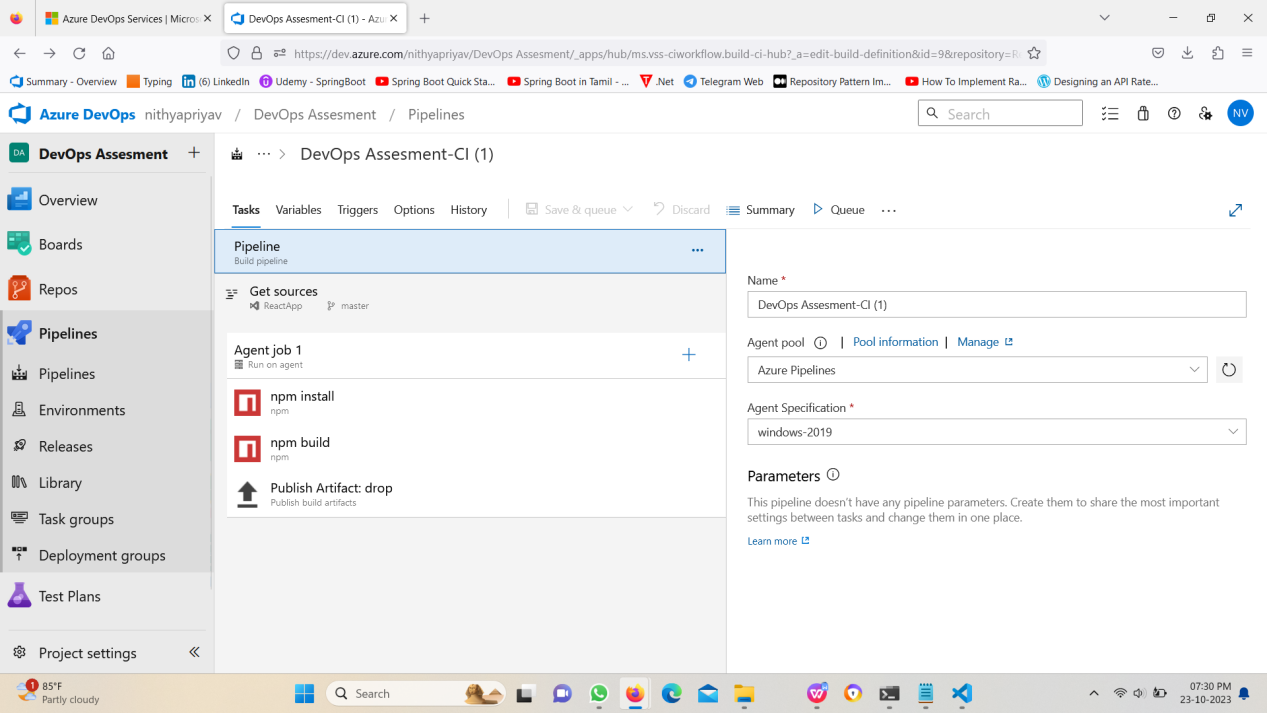 Azure DevOps Services | Micros
DevOps Assesment-CI (1) - Azu
https://dev.azure.com/nithyapriyav/DevOps Assesment/_apps/hub/ms.vss-ciworkflow.build-ci-hub?_a=edit-build-definition&id=9&repository=R
Summary - Overview
Typing
(6) LinkedIn
Udemy - SpringBoot
Spring Boot Quick Sta...
Spring Boot in Tamil - ...
.Net
Telegram Web
Repository Pattern Im...
How To Implement Ra...
Designing an API Rate...
Azure DevOps nithyapriyav / DevOps Assesment / Pipelines
Search
NV
DA DevOps Assesment
... > DevOps Assesment-CI (1)
Overview
Boards
Repos
Pipelines
Pipelines
Environments
Releases
Library
Task groups
Deployment groups
Test Plans
Project settings
Tasks Variables Triggers Options History
Save & queue Discard Summary Queue ...
Pipeline
Build pipeline
Get sources
ReactApp master
Agent job 1
Run on agent
npm install
npm
npm build
npm
Publish Artifact: drop
Publish build artifacts
Name *
DevOps Assesment-CI (1)
Agent pool | Pool information | Manage
Azure Pipelines
Agent Specification *
windows-2019
Parameters
This pipeline doesn't have any pipeline parameters. Create them to share the most important
settings between tasks and change them in one place.
Learn more
1
85°F
Partly cloudy
Search
07:30 PM
23-10-2023